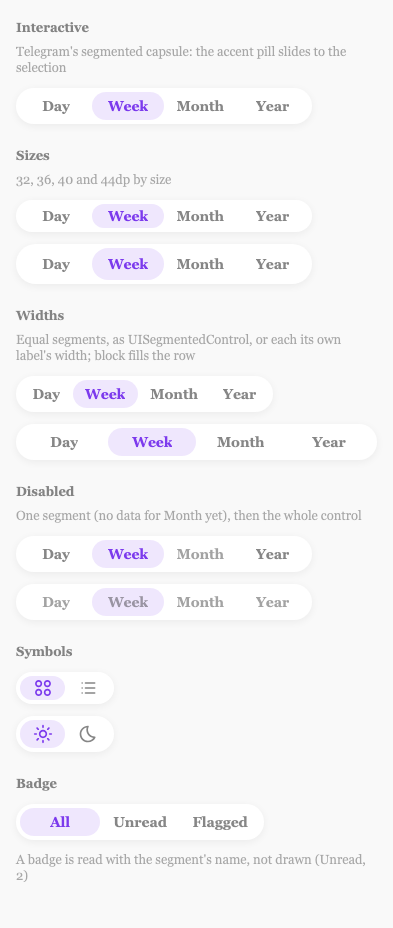 Interactive
Telegram's segmented capsule: the accent pill slides to the
selection
Day Week Month Year
Sizes
32, 36, 40 and 44dp by size
Day Week Month Year
Day Week Month Year
Widths
Equal segments, as UISegmentedControl, or each its own
label's width; block fills the row
Day Week Month Year
Day Week Month Year
Disabled
One segment (no data for Month yet), then the whole control
Day Week Month Year
Day Week Month Year
Symbols
Badge
All Unread Flagged
A badge is read with the segment's name, not drawn (Unread,
2)